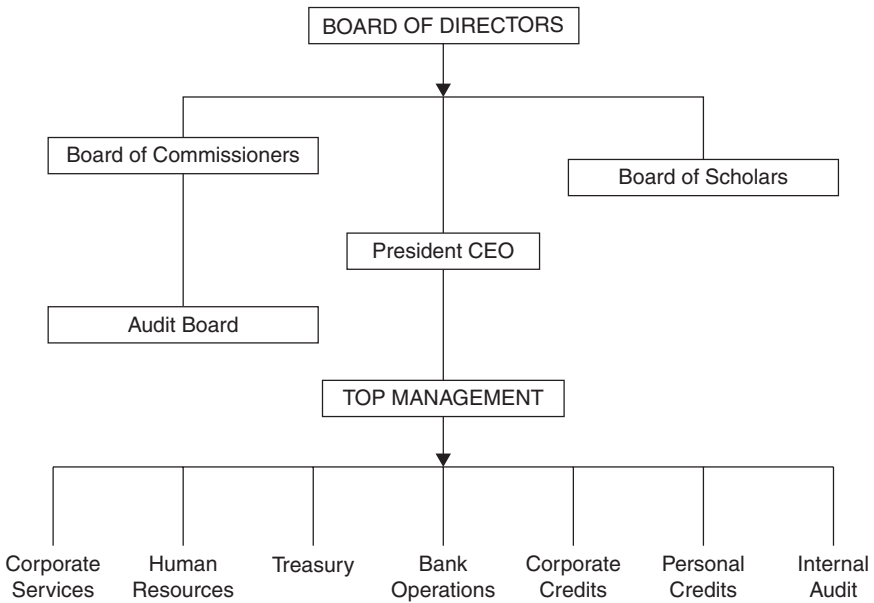 BOARD OF DIRECTORS
Board of Commissioners
Board of Scholars
President CEO
Audit Board
TOP MANAGEMENT
Corporate
Services
Human
Resources
Treasury
Bank
Operations
Corporate
Credits
Personal
Credits
Internal
Audit